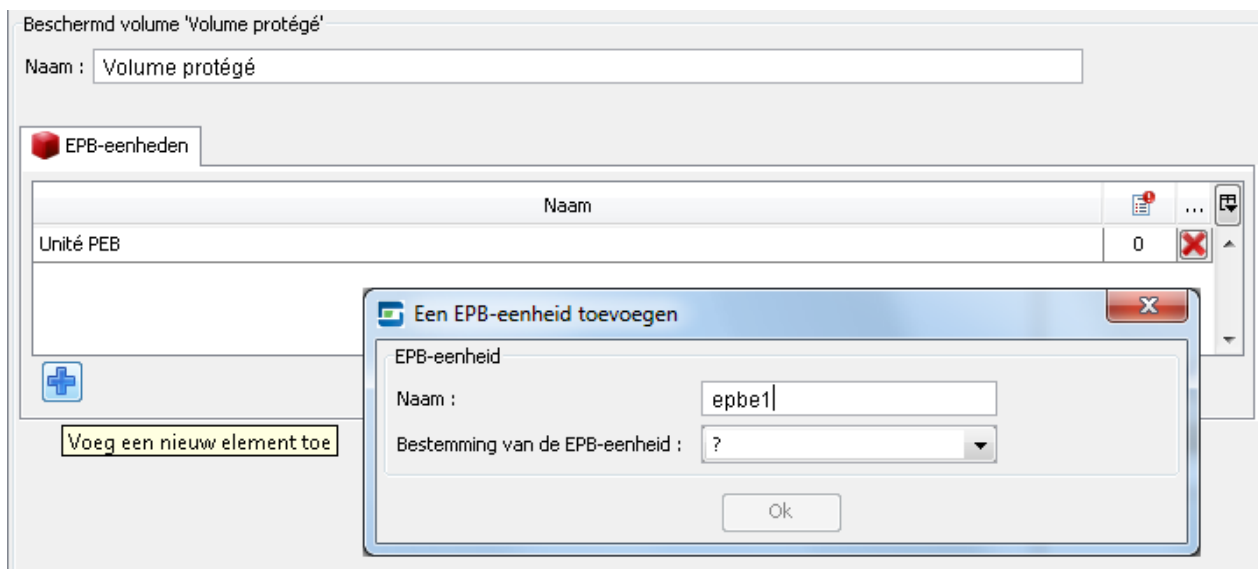 Beschermd volume 'Volume protégé'
Naam : Volume protégé
EPB-eenheden
Naam ...
Unité PEB 0
Een EPB-eenheid toevoegen
EPB-eenheid
Naam : epbe1
Voeg een nieuw element toe
Bestemming van de EPB-eenheid : ?
Ok